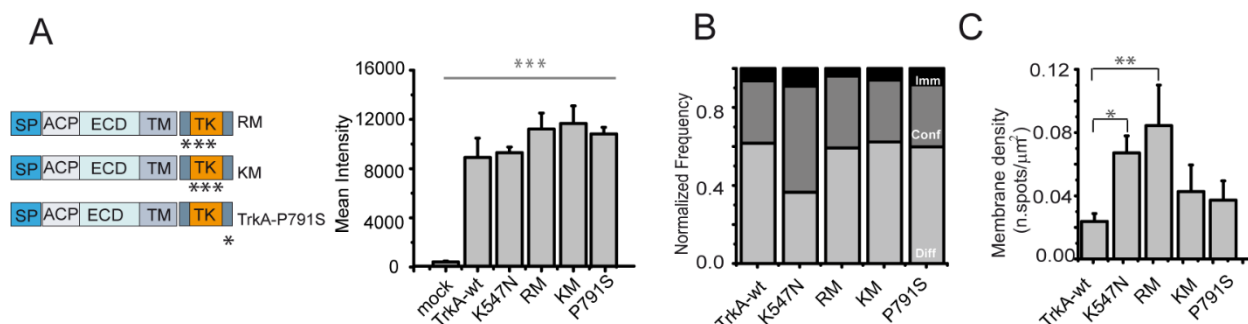 A
SP ACP ECD TM TK RM
***
SP ACP ECD TM TK KM
***
SP ACP ECD TM TK TrkA-P791S
*
Mean Intensity
16000
12000
8000
4000
0
***
mock TrkA-wt K547N RM KM P791S
B
Normalized Frequency
0.8
0.4
0.0
Imm
Conf
Diff
TrkA-wt K547N RM KM P791S
C
Membrane density
(n.spots/μm²)
0.12
0.08
0.04
0.00
**
*
TrkA-wt K547N RM KM P791S